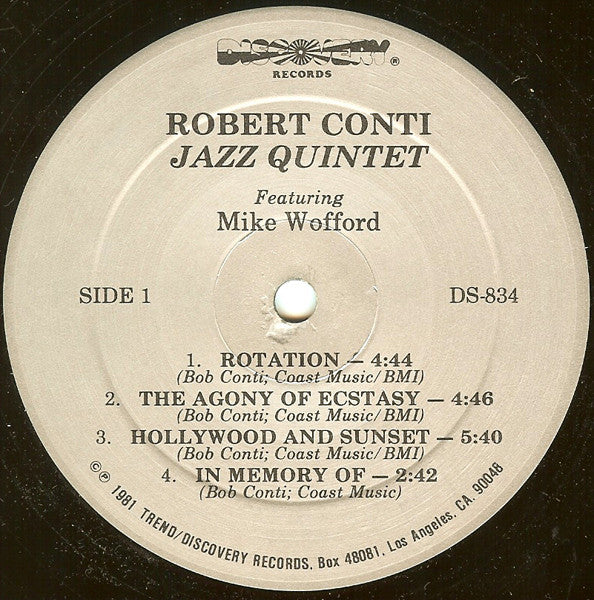 DISCOVERY®
RECORDS
ROBERT CONTI
JAZZ QUINTET
Featuring
Mike Wofford
SIDE 1
DS-834
1. ROTATION — 4:44
(Bob Conti; Coast Music/BMI)
2. THE AGONY OF ECSTASY — 4:46
(Bob Conti; Coast Music/BMI)
3. HOLLYWOOD AND SUNSET — 5:40
(Bob Conti; Coast Music/BMI)
4. IN MEMORY OF — 2:42
(Bob Conti; Coast Music)
©℗ 1981 TREND/DISCOVERY RECORDS, Box 48081, Los Angeles, CA. 90048